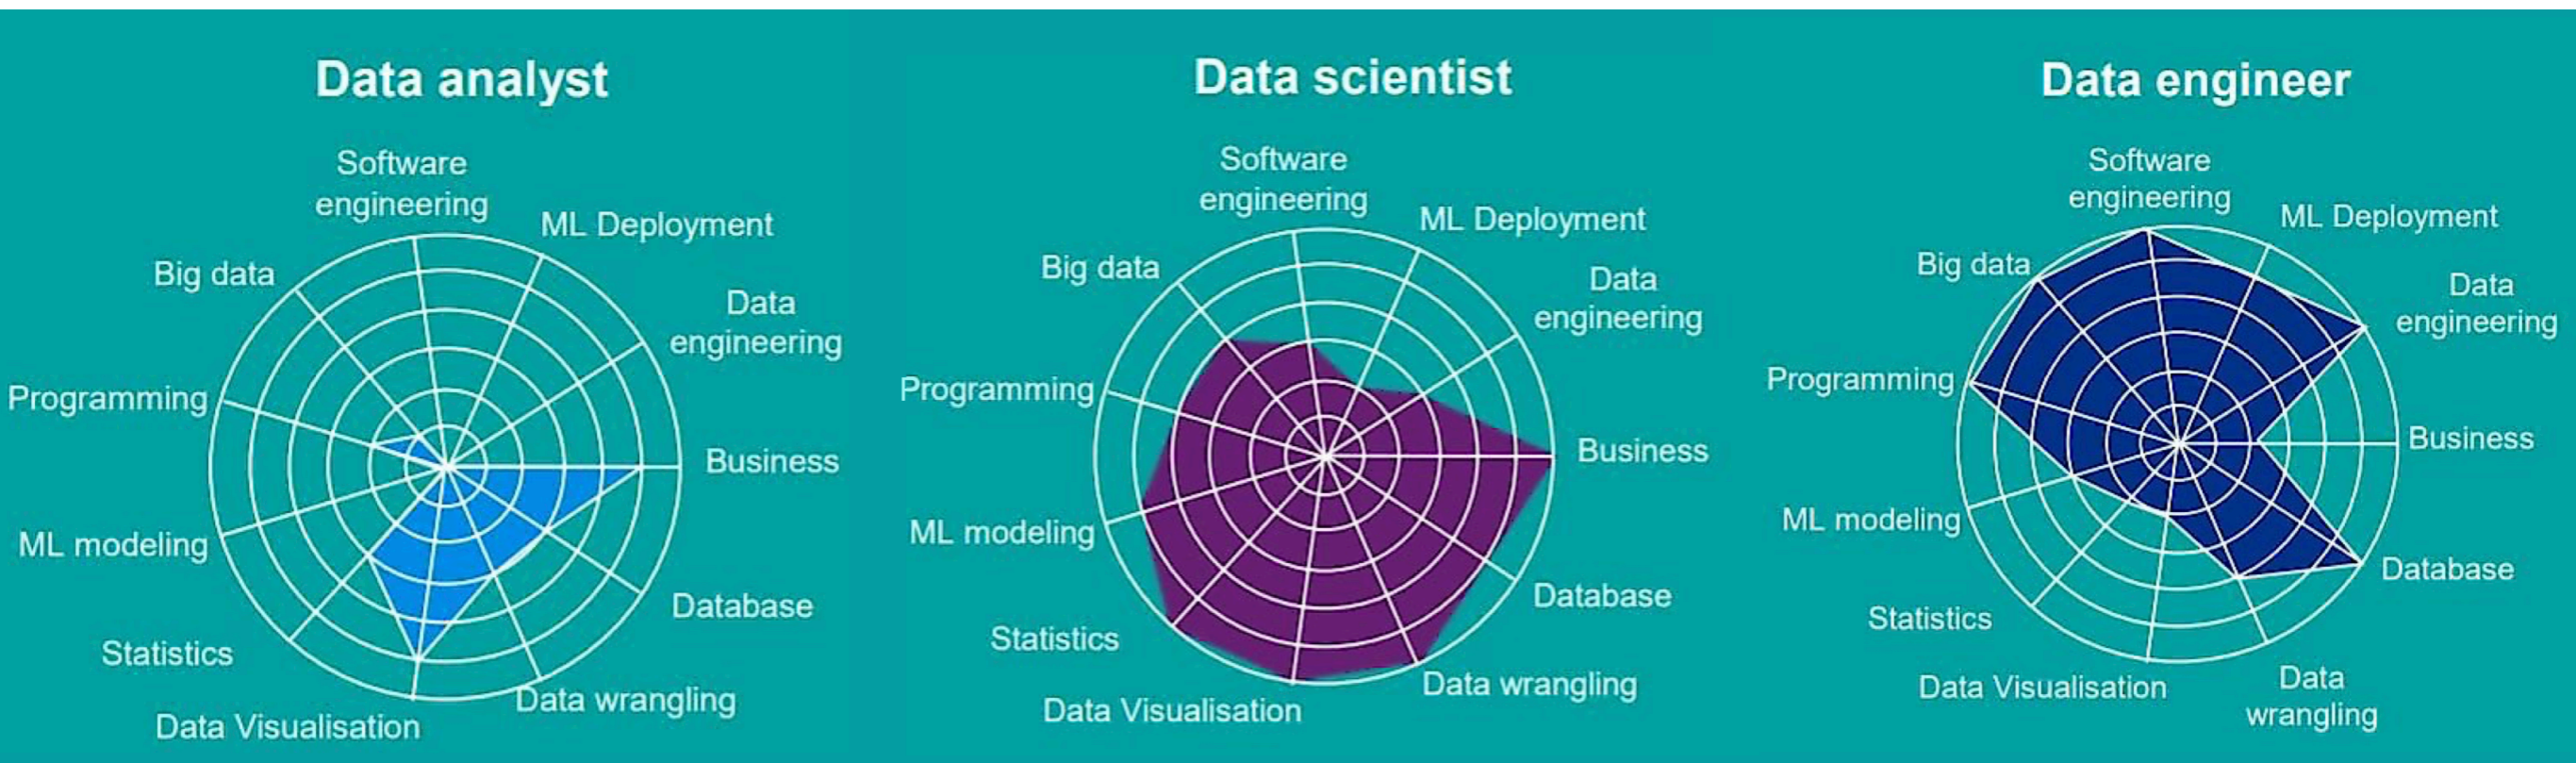 Data analyst
Software
engineering
ML Deployment
Big data
Data
engineering
Programming
Business
ML modeling
Database
Statistics
Data wrangling
Data Visualisation
Data scientist
Software
engineering
ML Deployment
Big data
Data
engineering
Programming
Business
ML modeling
Database
Statistics
Data wrangling
Data Visualisation
Data engineer
Software
engineering
ML Deployment
Big data
Data
engineering
Programming
Business
ML modeling
Database
Statistics
Data Visualisation
Data
wrangling